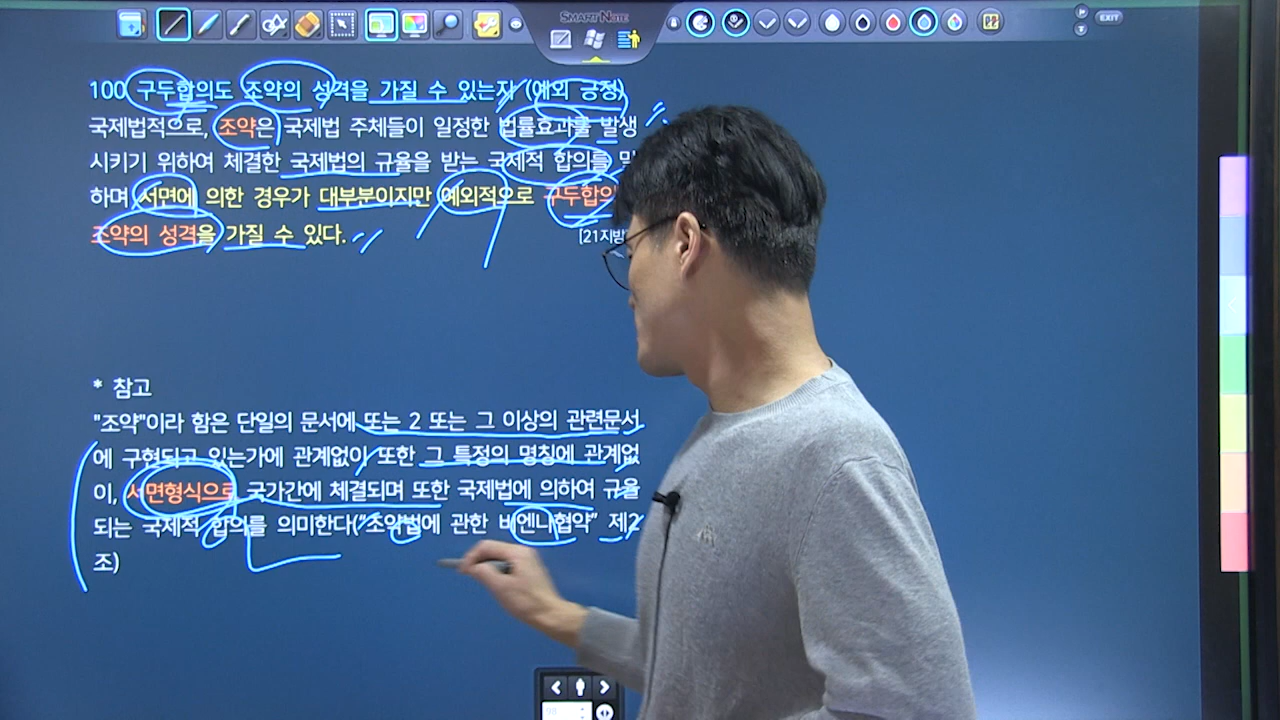 SMARTNOTE
EXIT
100 구두합의도 조약의 성격을 가질 수 있는지 (예외 긍정)
국제법적으로, 조약은 국제법 주체들이 일정한 법률효과를 발생
시키기 위하여 체결한 국제법의 규율을 받는 국제적 합의를
하며 서면에 의한 경우가 대부분이지만 예외적으로 구두합의
조약의 성격을 가질 수 있다.
[21지방
* 참고
"조약"이라 함은 단일의 문서에 또는 2 또는 그 이상의 관련문서
에 구현되고 있는가에 관계없이 또한 그 특정의 명칭에 관계없
이, 서면형식으로 국가간에 체결되며 또한 국제법에 의하여 규율
되는 국제적 합의를 의미한다("조약법에 관한 비엔나협약" 제2
조)
98